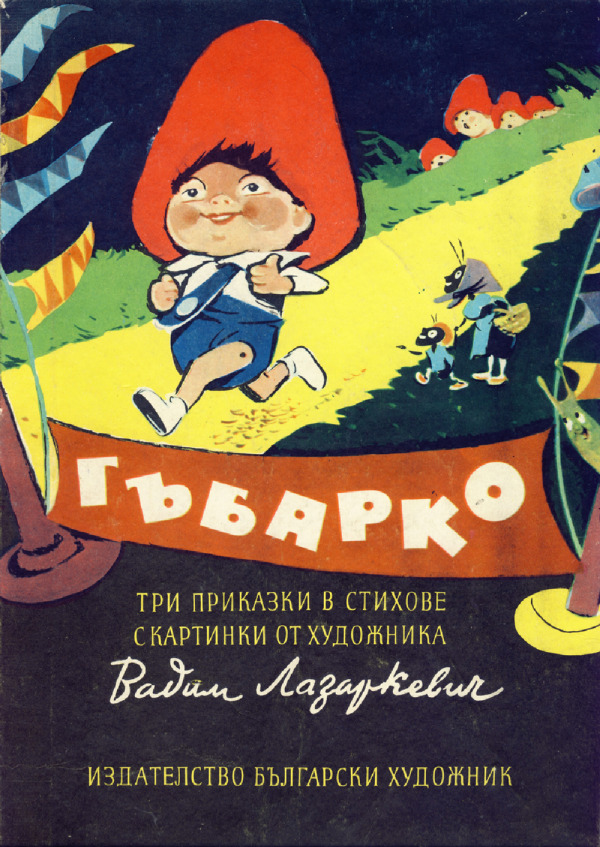 ГЪБАРКО
ТРИ ПРИКАЗКИ В СТИХОВЕ
С КАРТИНКИ ОТ ХУДОЖНИКА
Вадим Лазаркевич
ИЗДАТЕЛСТВО БЪЛГАРСКИ ХУДОЖНИК